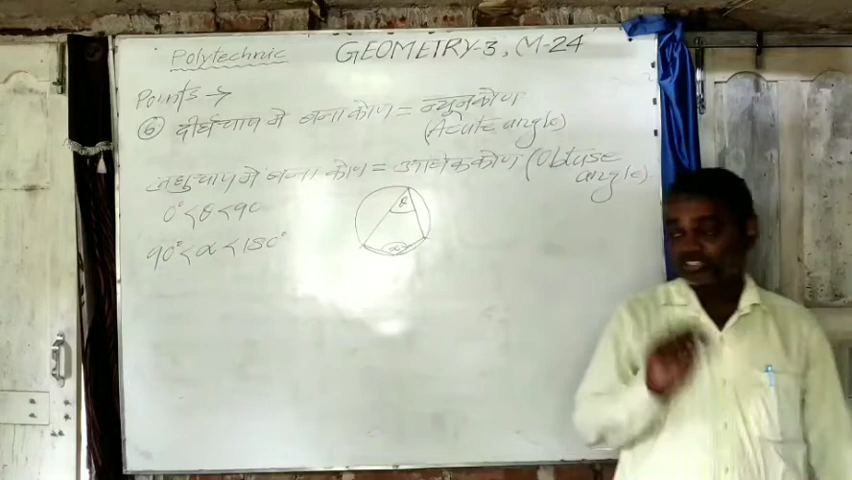 Polytechnic GEOMETRY-3, M-24
Points →
⑥ दीर्घ चाप मे बना कोण = न्यूनकोण
(Acute angle)
लघु चाप मे बना कोण = अधिककोण (Obtuse
angle)
0° < θ < 90
90° < α < 180°
θ
α